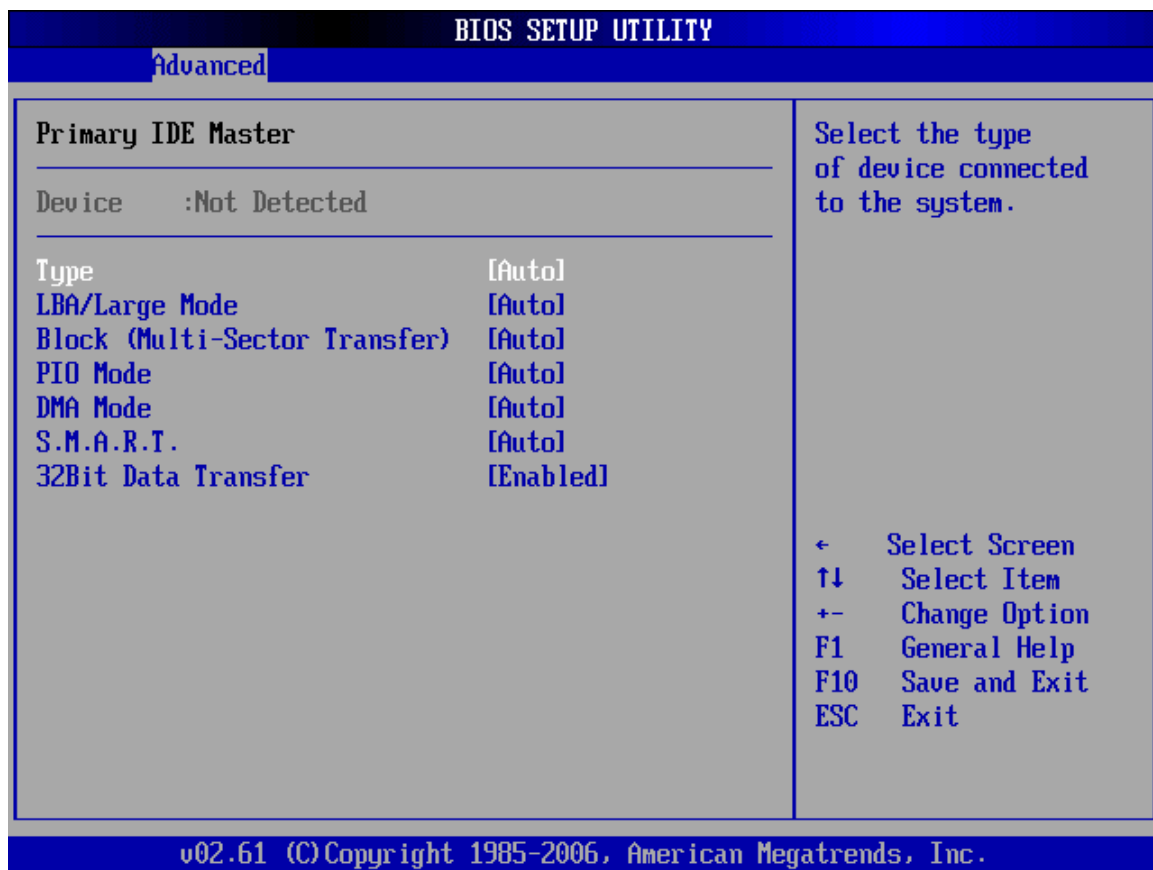 BIOS SETUP UTILITY
Advanced
Primary IDE Master
Device :Not Detected
Type [Auto]
LBA/Large Mode [Auto]
Block (Multi-Sector Transfer) [Auto]
PIO Mode [Auto]
DMA Mode [Auto]
S.M.A.R.T. [Auto]
32Bit Data Transfer [Enabled]
Select the type
of device connected
to the system.
← Select Screen
↑↓ Select Item
+- Change Option
F1 General Help
F10 Save and Exit
ESC Exit
v02.61 (C)Copyright 1985-2006, American Megatrends, Inc.